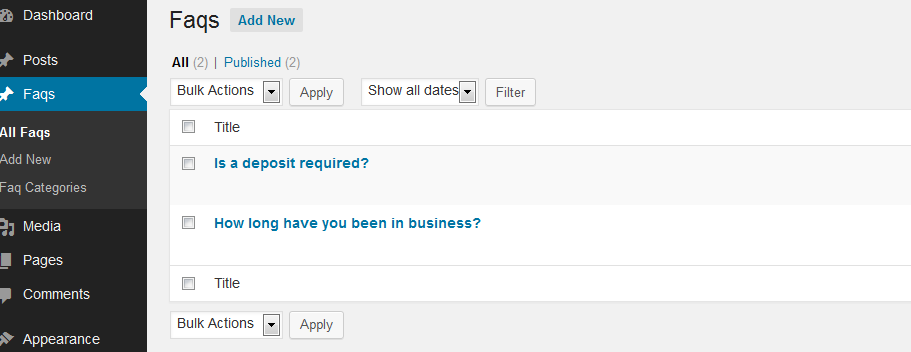 Dashboard
Posts
Faqs
All Faqs
Add New
Faq Categories
Media
Pages
Comments
Appearance
Faqs Add New
All (2) | Published (2)
Bulk Actions Apply Show all dates Filter
Title
Is a deposit required?
How long have you been in business?
Title
Bulk Actions Apply